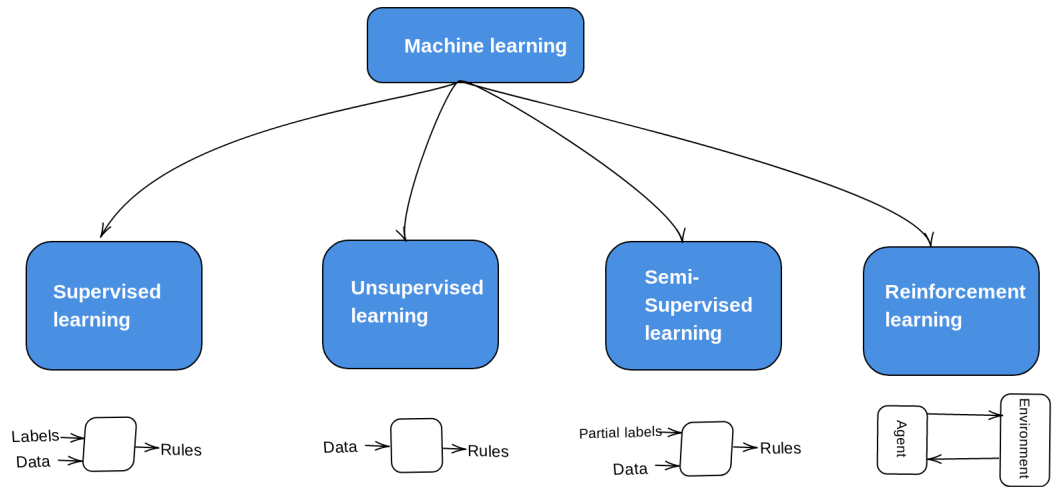 Machine learning
Supervised
learning
Unsupervised
learning
Semi-
Supervised
learning
Reinforcement
learning
Labels
Data
Rules
Data
Rules
Partial labels
Data
Rules
Agent
Environment